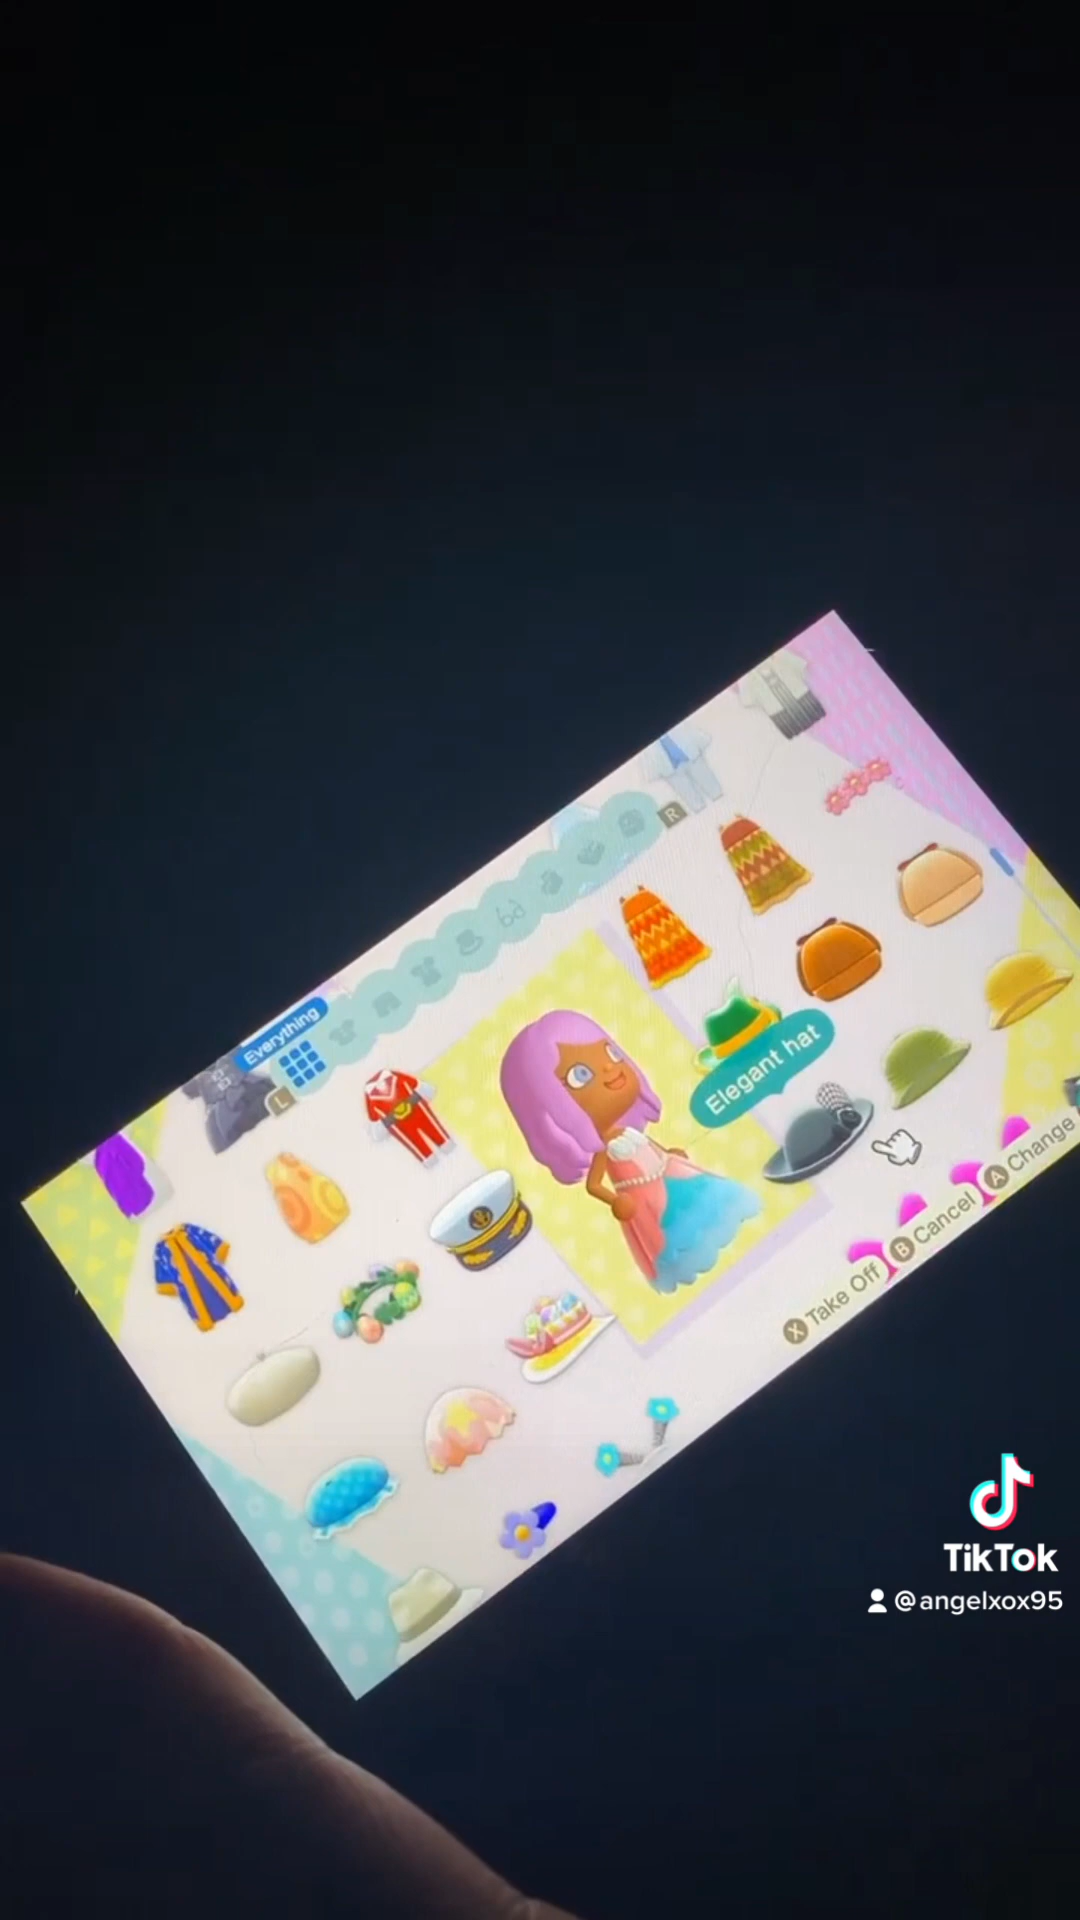 R
Everything
L
Elegant hat
X Take Off B Cancel A Change
TikTok
@angelxox95